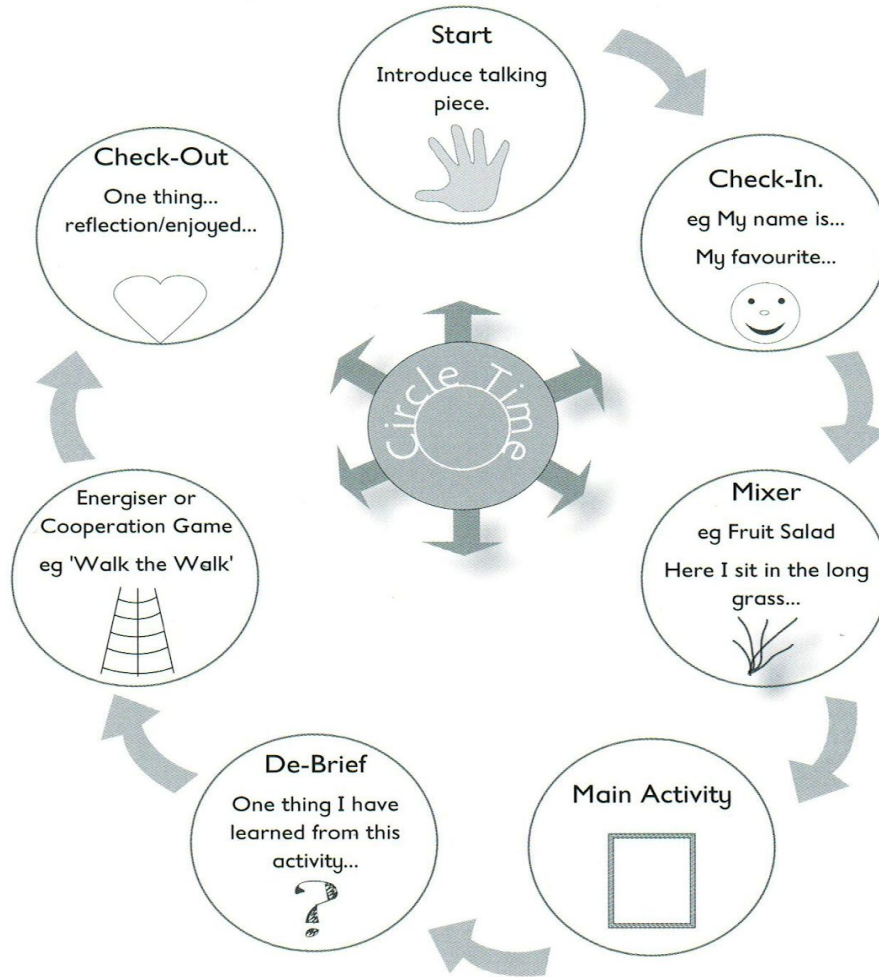 Start
Introduce talking
piece.
Check-In.
eg My name is...
My favourite...
Mixer
eg Fruit Salad
Here I sit in the long
grass...
Main Activity
De-Brief
One thing I have
learned from this
activity...
?
Energiser or
Cooperation Game
eg 'Walk the Walk'
Check-Out
One thing...
reflection/enjoyed...
Circle Time